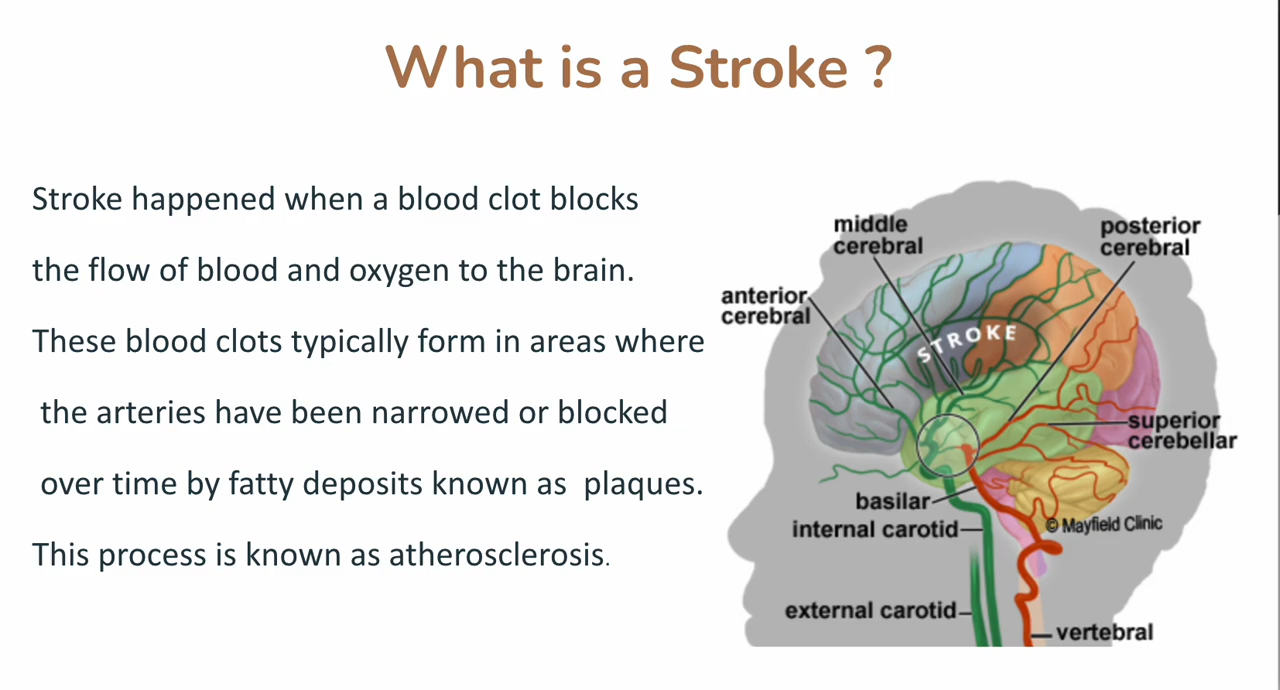 What is a Stroke ?
Stroke happened when a blood clot blocks
the flow of blood and oxygen to the brain.
These blood clots typically form in areas where
the arteries have been narrowed or blocked
over time by fatty deposits known as  plaques.
This process is known as atherosclerosis.
middle
cerebral
posterior
cerebral
anterior
cerebral
STROKE
superior
cerebellar
basilar
internal carotid
© Mayfield Clinic
external carotid
vertebral